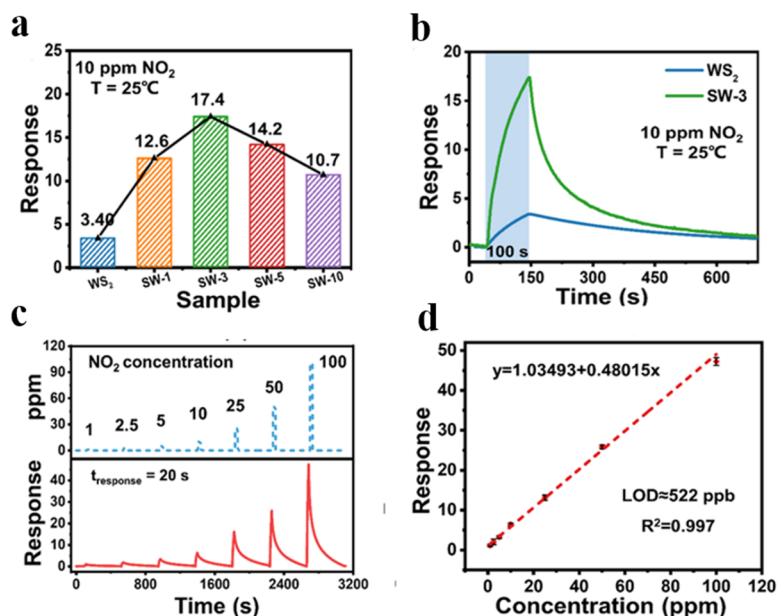 a
10 ppm NO₂
T = 25℃
3.40
12.6
17.4
14.2
10.7
Response
0
5
10
15
20
25
WS₂
SW-1
SW-3
SW-5
SW-10
Sample
b
WS₂
SW-3
10 ppm NO₂
T = 25℃
100 s
Response
0
5
10
15
20
0
150
300
450
600
Time (s)
c
NO₂ concentration
1
2.5
5
10
25
50
100
ppm
0
30
60
90
120
t_response = 20 s
Response
0
10
20
30
40
0
800
1600
2400
3200
Time (s)
d
y=1.03493+0.48015x
LOD≈522 ppb
R²=0.997
Response
0
10
20
30
40
50
0
20
40
60
80
100
120
Concentration (ppm)